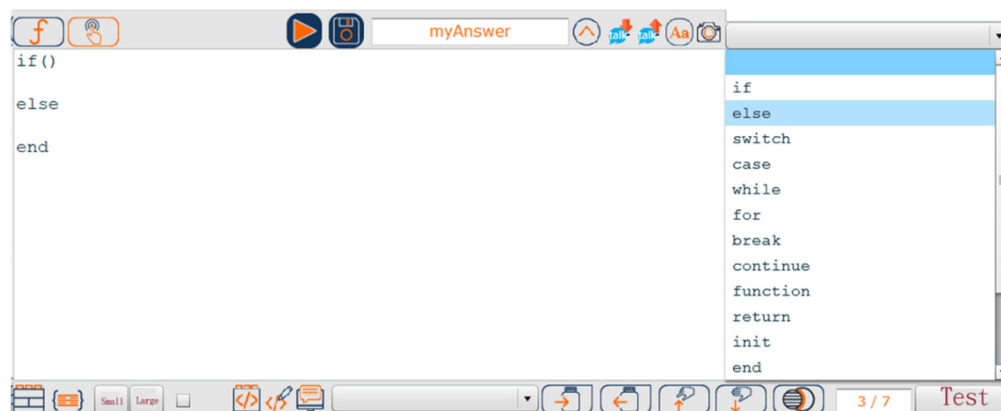 f myAnswer talk talk Aa
if()
else
end
if
else
switch
case
while
for
break
continue
function
return
init
end
Small Large 3 / 7 Test